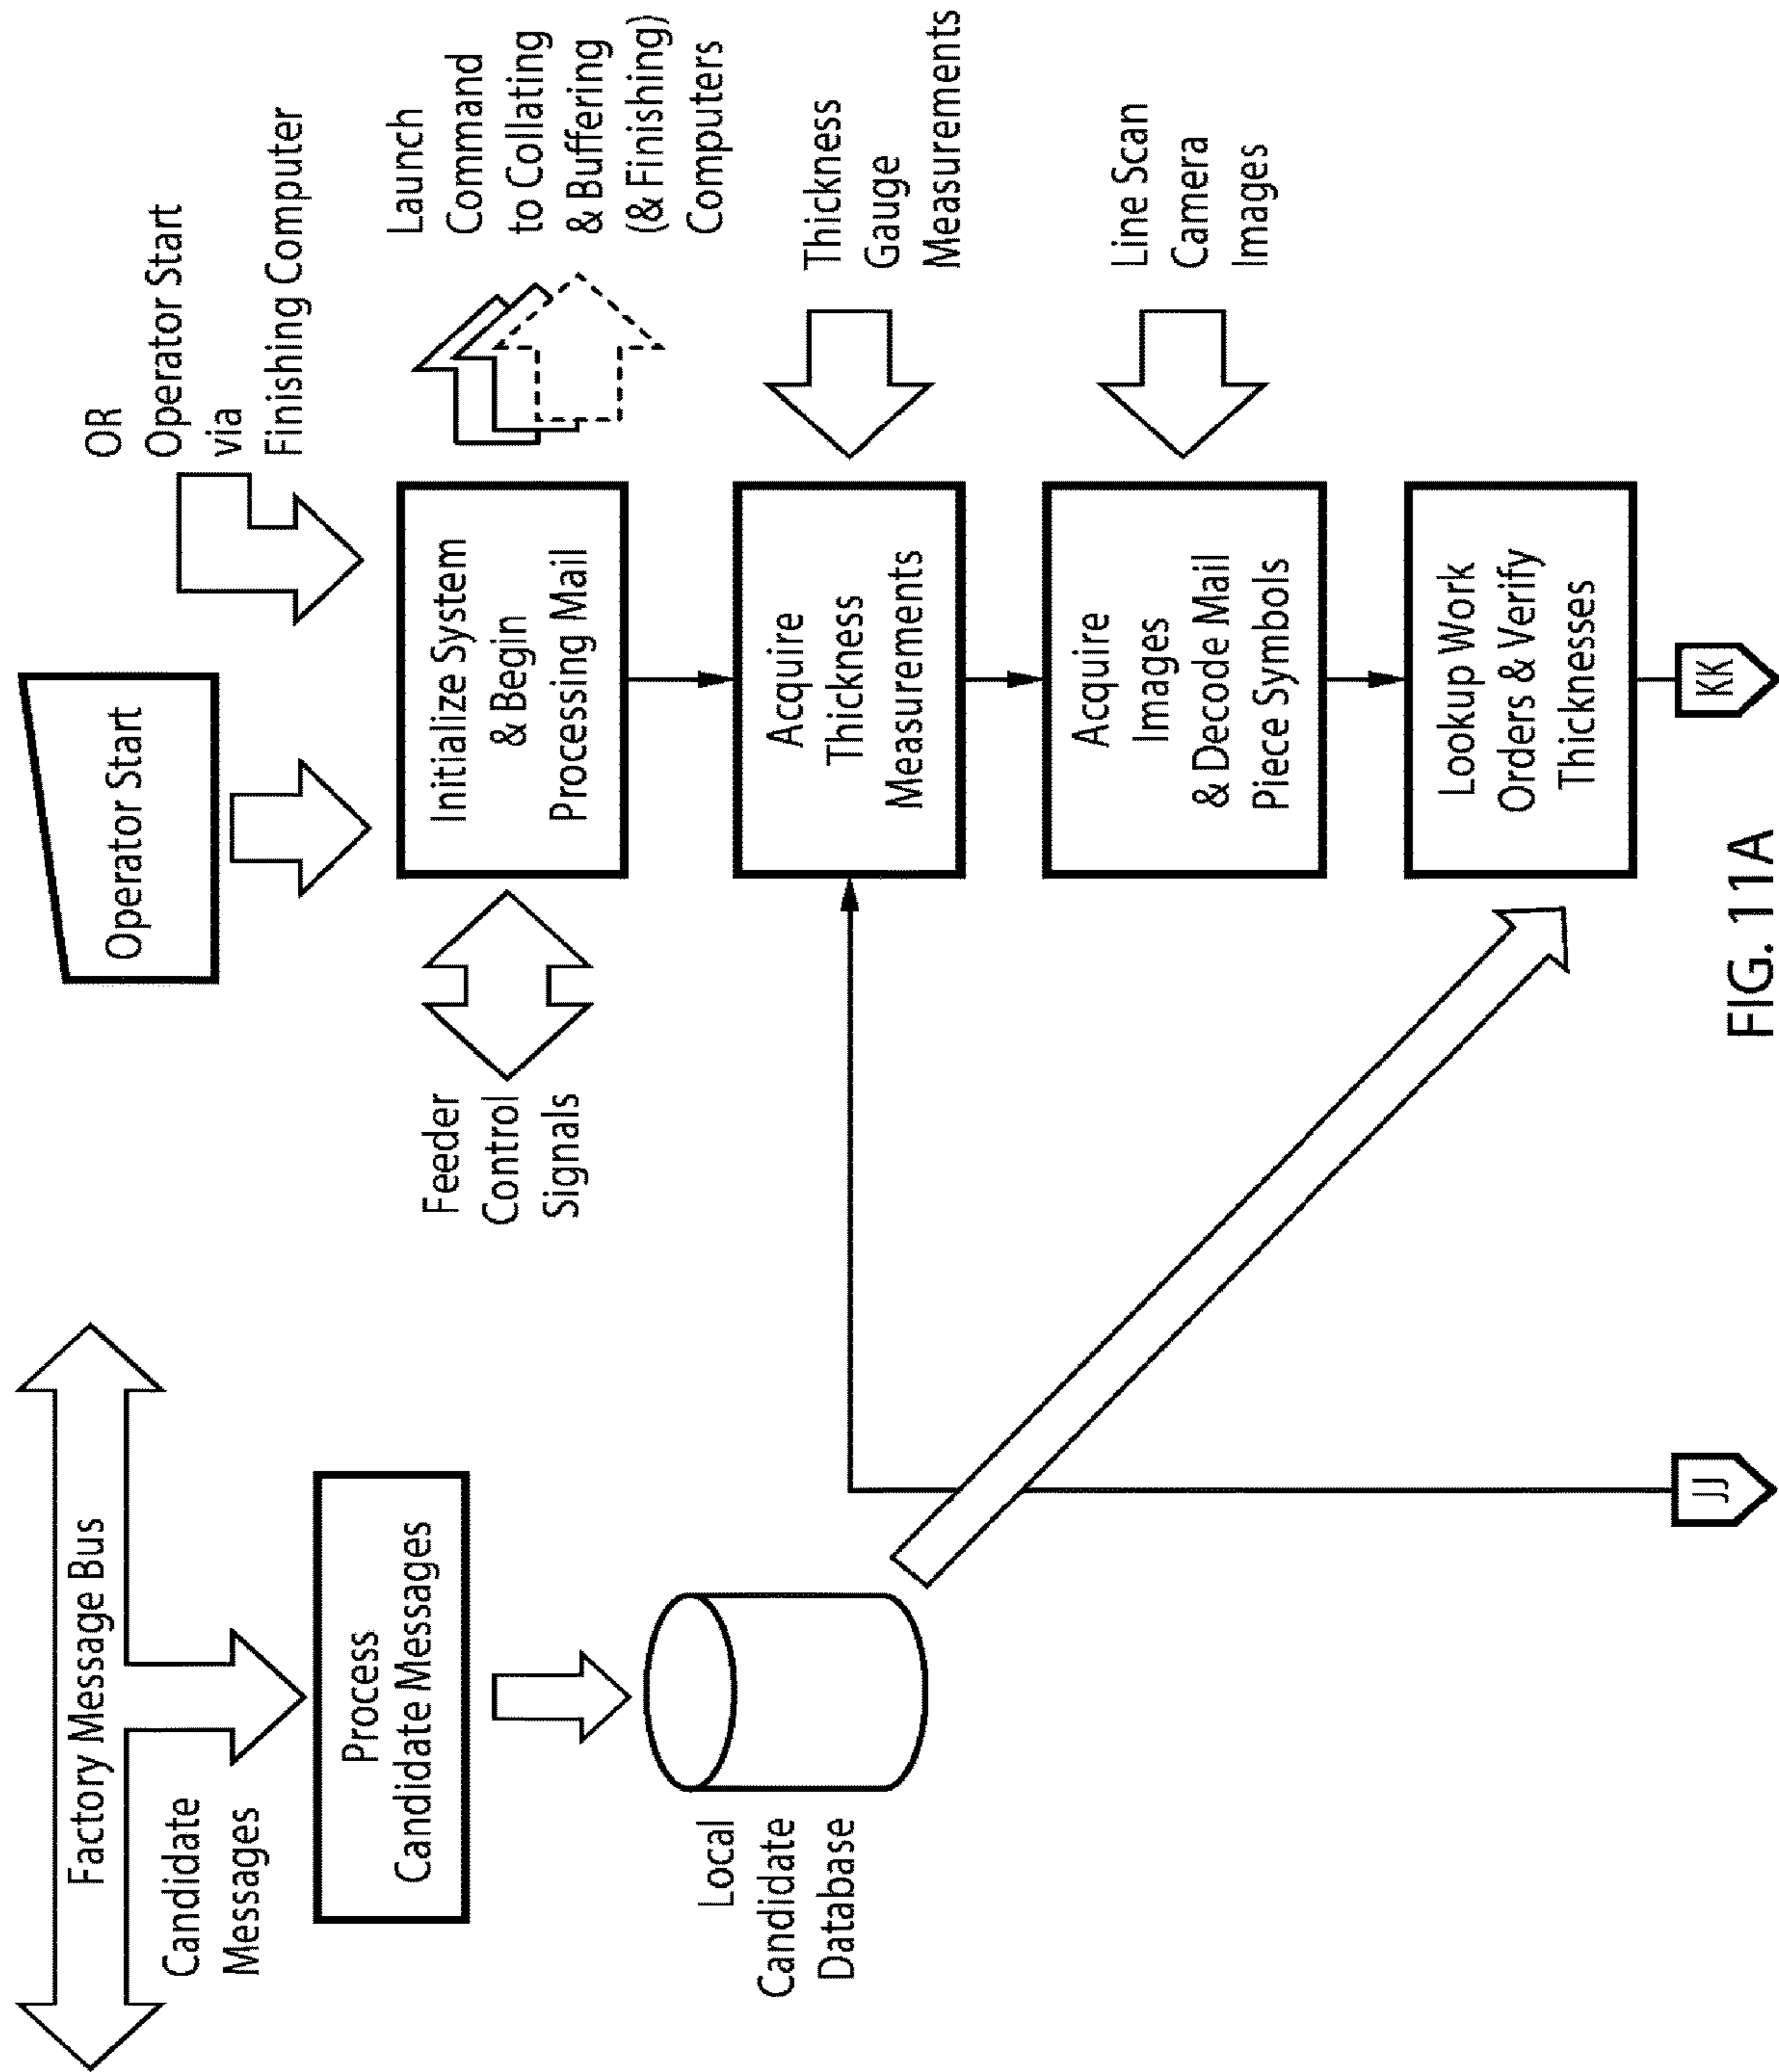 Factory Message Bus
Candidate
Messages
Process
Candidate Messages
Local
Candidate
Database
JJ
Operator Start
OR
Operator Start
via
Finishing Computer
Feeder
Control
Signals
Initialize System
& Begin
Processing Mail
Launch
Command
to Collating
& Buffering
(& Finishing)
Computers
Acquire
Thickness
Measurements
Thickness
Gauge
Measurements
Acquire
Images
& Decode Mail
Piece Symbols
Line Scan
Camera
Images
Lookup Work
Orders & Verify
Thicknesses
KK
FIG. 11A